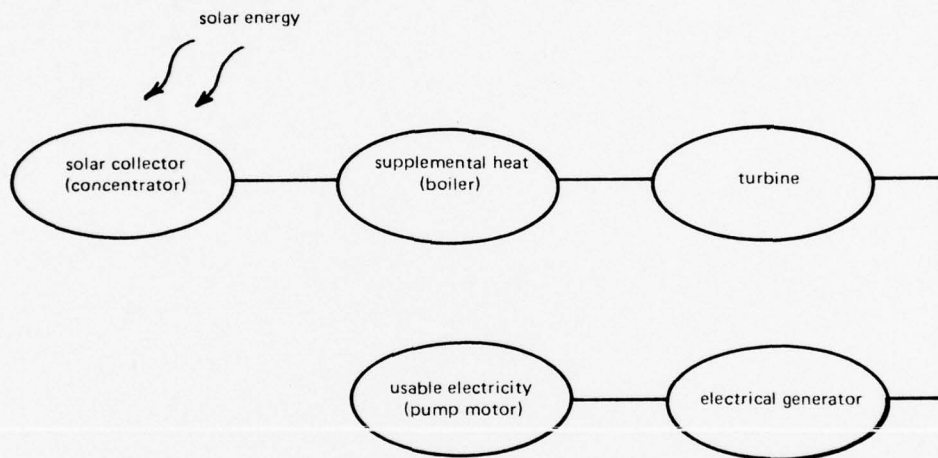 solar energy
solar collector
(concentrator)
supplemental heat
(boiler)
turbine
usable electricity
(pump motor)
electrical generator